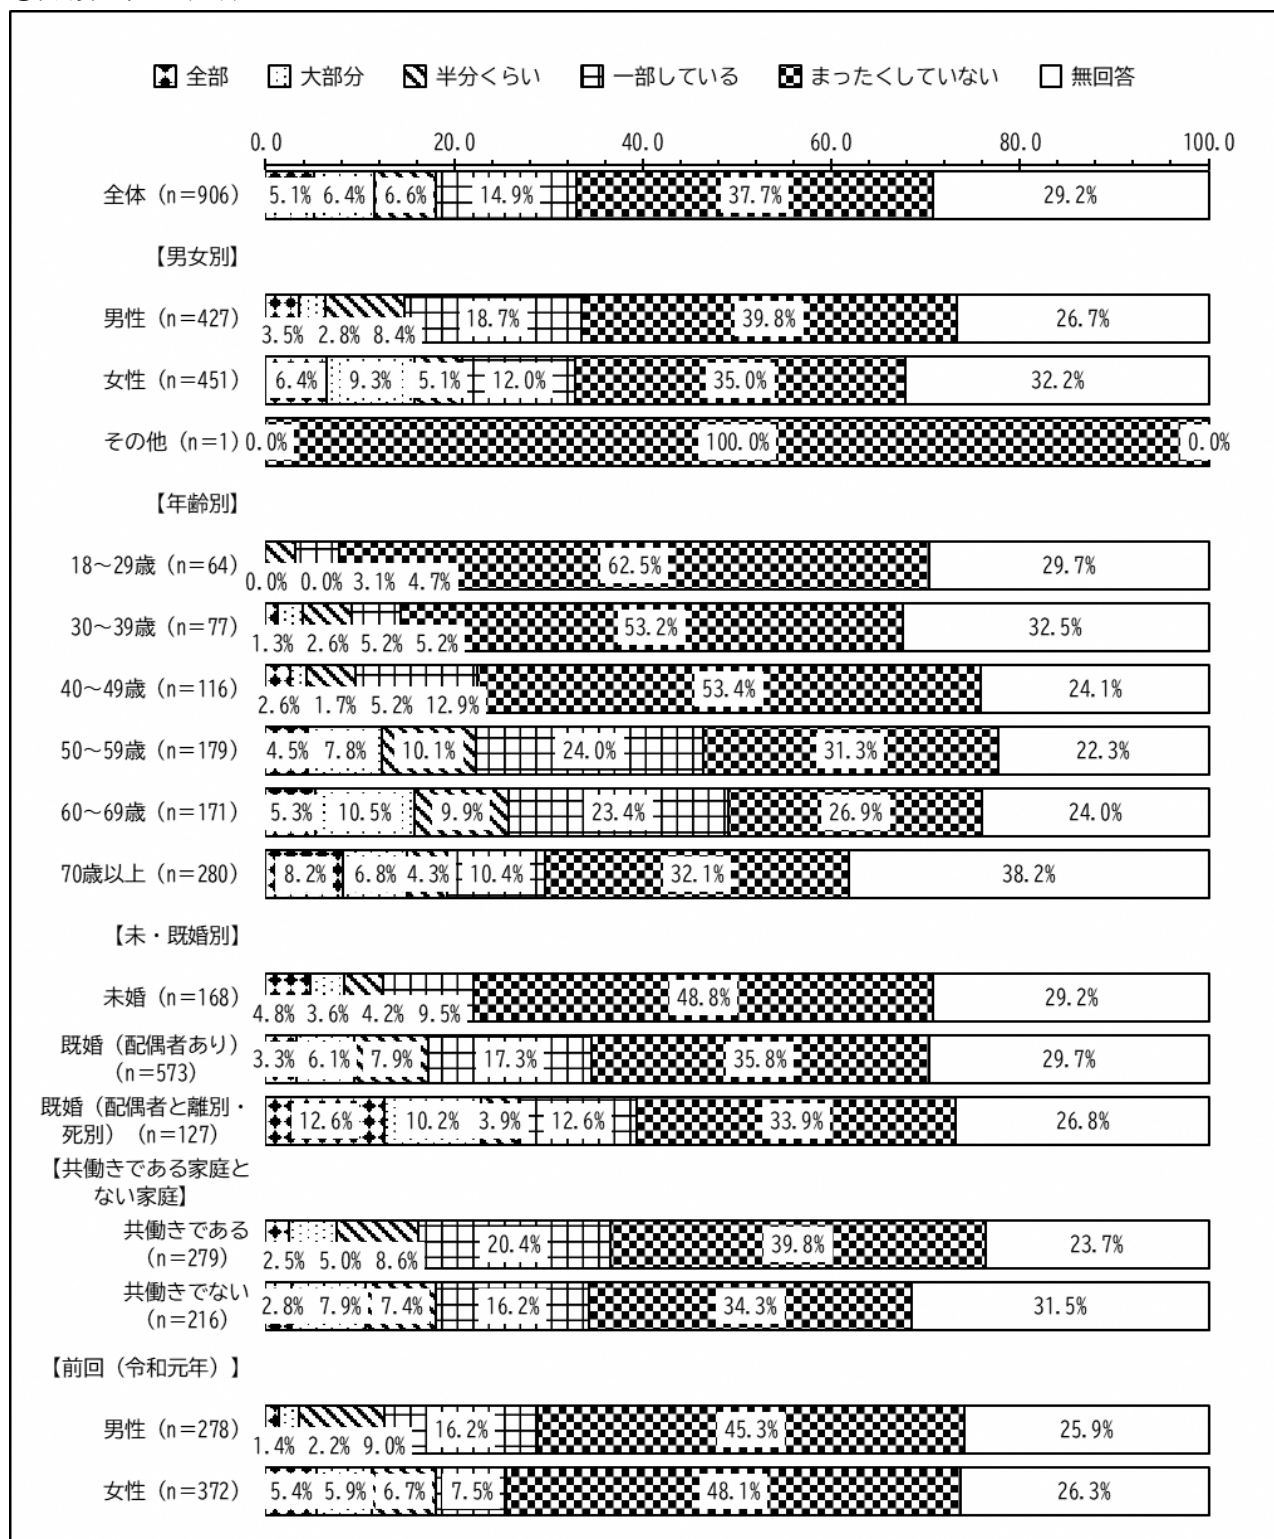 全部 大部分 半分くらい 一部している まったくしていない 無回答
0.0 20.0 40.0 60.0 80.0 100.0
全体（n＝906） 5.1% 6.4% 6.6% 14.9% 37.7% 29.2%
【男女別】
男性（n＝427） 3.5% 2.8% 8.4% 18.7% 39.8% 26.7%
女性（n＝451） 6.4% 9.3% 5.1% 12.0% 35.0% 32.2%
その他（n＝1） 0.0% 100.0% 0.0%
【年齢別】
18～29歳（n＝64） 0.0% 0.0% 3.1% 4.7% 62.5% 29.7%
30～39歳（n＝77） 1.3% 2.6% 5.2% 5.2% 53.2% 32.5%
40～49歳（n＝116） 2.6% 1.7% 5.2% 12.9% 53.4% 24.1%
50～59歳（n＝179） 4.5% 7.8% 10.1% 24.0% 31.3% 22.3%
60～69歳（n＝171） 5.3% 10.5% 9.9% 23.4% 26.9% 24.0%
70歳以上（n＝280） 8.2% 6.8% 4.3% 10.4% 32.1% 38.2%
【未・既婚別】
未婚（n＝168） 4.8% 3.6% 4.2% 9.5% 48.8% 29.2%
既婚（配偶者あり）
（n＝573） 3.3% 6.1% 7.9% 17.3% 35.8% 29.7%
既婚（配偶者と離別・
死別）（n＝127） 12.6% 10.2% 3.9% 12.6% 33.9% 26.8%
【共働きである家庭と
ない家庭】
共働きである
（n＝279） 2.5% 5.0% 8.6% 20.4% 39.8% 23.7%
共働きでない
（n＝216） 2.8% 7.9% 7.4% 16.2% 34.3% 31.5%
【前回（令和元年）】
男性（n＝278） 1.4% 2.2% 9.0% 16.2% 45.3% 25.9%
女性（n＝372） 5.4% 5.9% 6.7% 7.5% 48.1% 26.3%